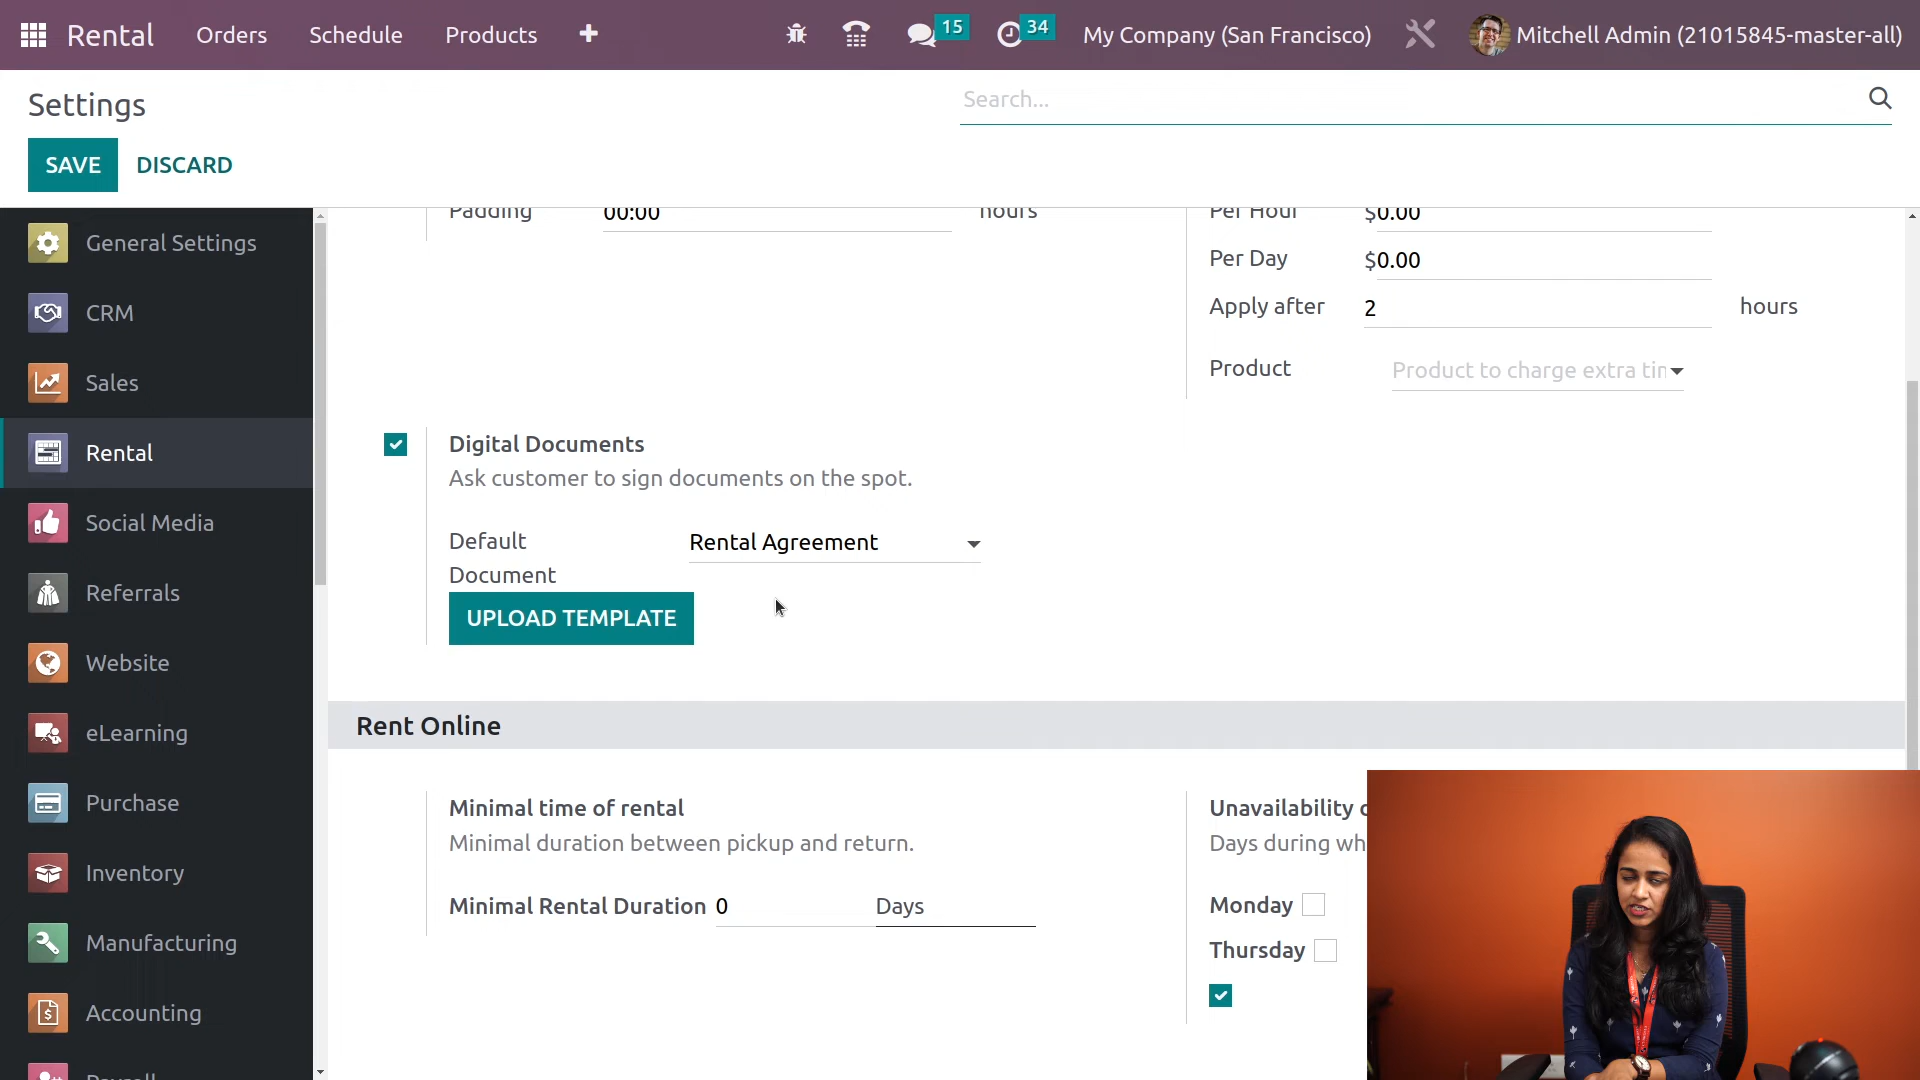 Rental Orders Schedule Products + 15 34 My Company (San Francisco) Mitchell Admin (21015845-master-all)
Settings
Search...
SAVE DISCARD
General Settings
CRM
Sales
Rental
Social Media
Referrals
Website
eLearning
Purchase
Inventory
Manufacturing
Accounting
Payroll
Padding 00:00 hours
Per Hour $0.00
Per Day $0.00
Apply after 2 hours
Product Product to charge extra tim
Digital Documents
Ask customer to sign documents on the spot.
Default Document Rental Agreement
UPLOAD TEMPLATE
Rent Online
Minimal time of rental
Minimal duration between pickup and return.
Minimal Rental Duration 0 Days
Unavailability
Days during wh
Monday
Thursday